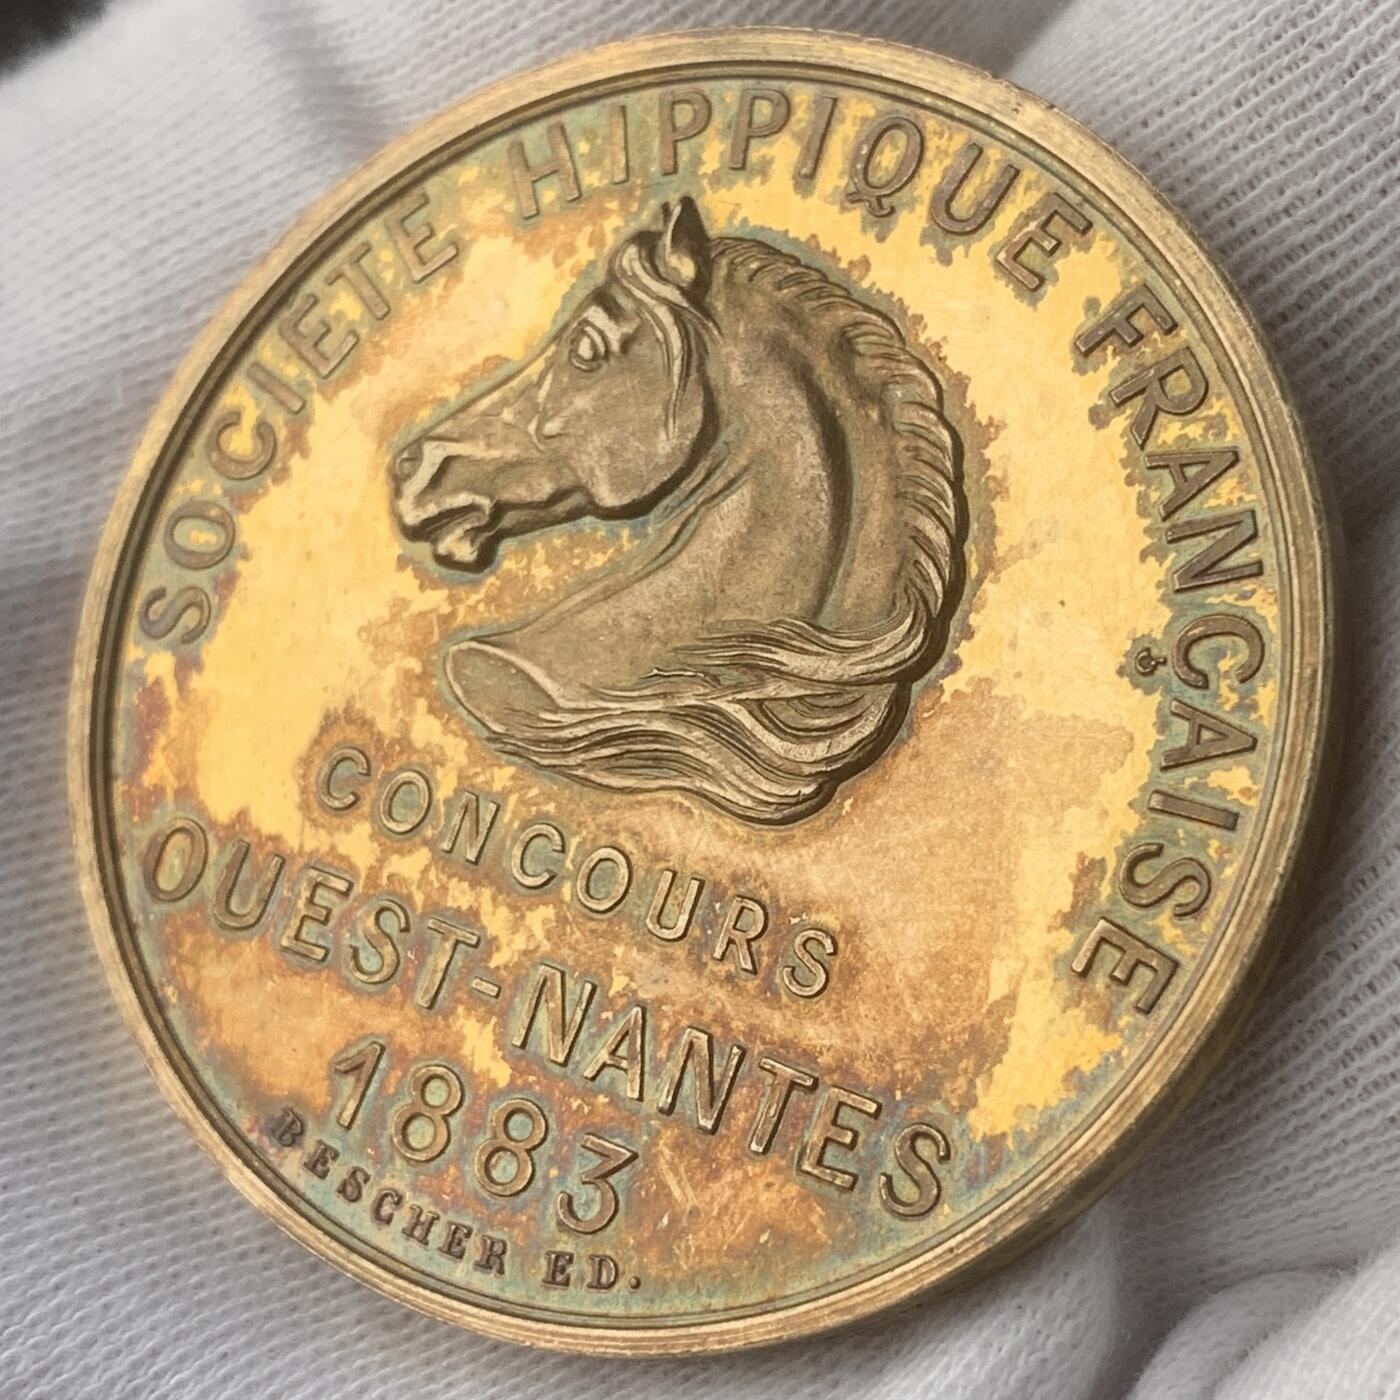 SOCIETE HIPPIQUE FRANÇAISE
CONCOURS
OUEST-NANTES
1883
BESCHER ED.